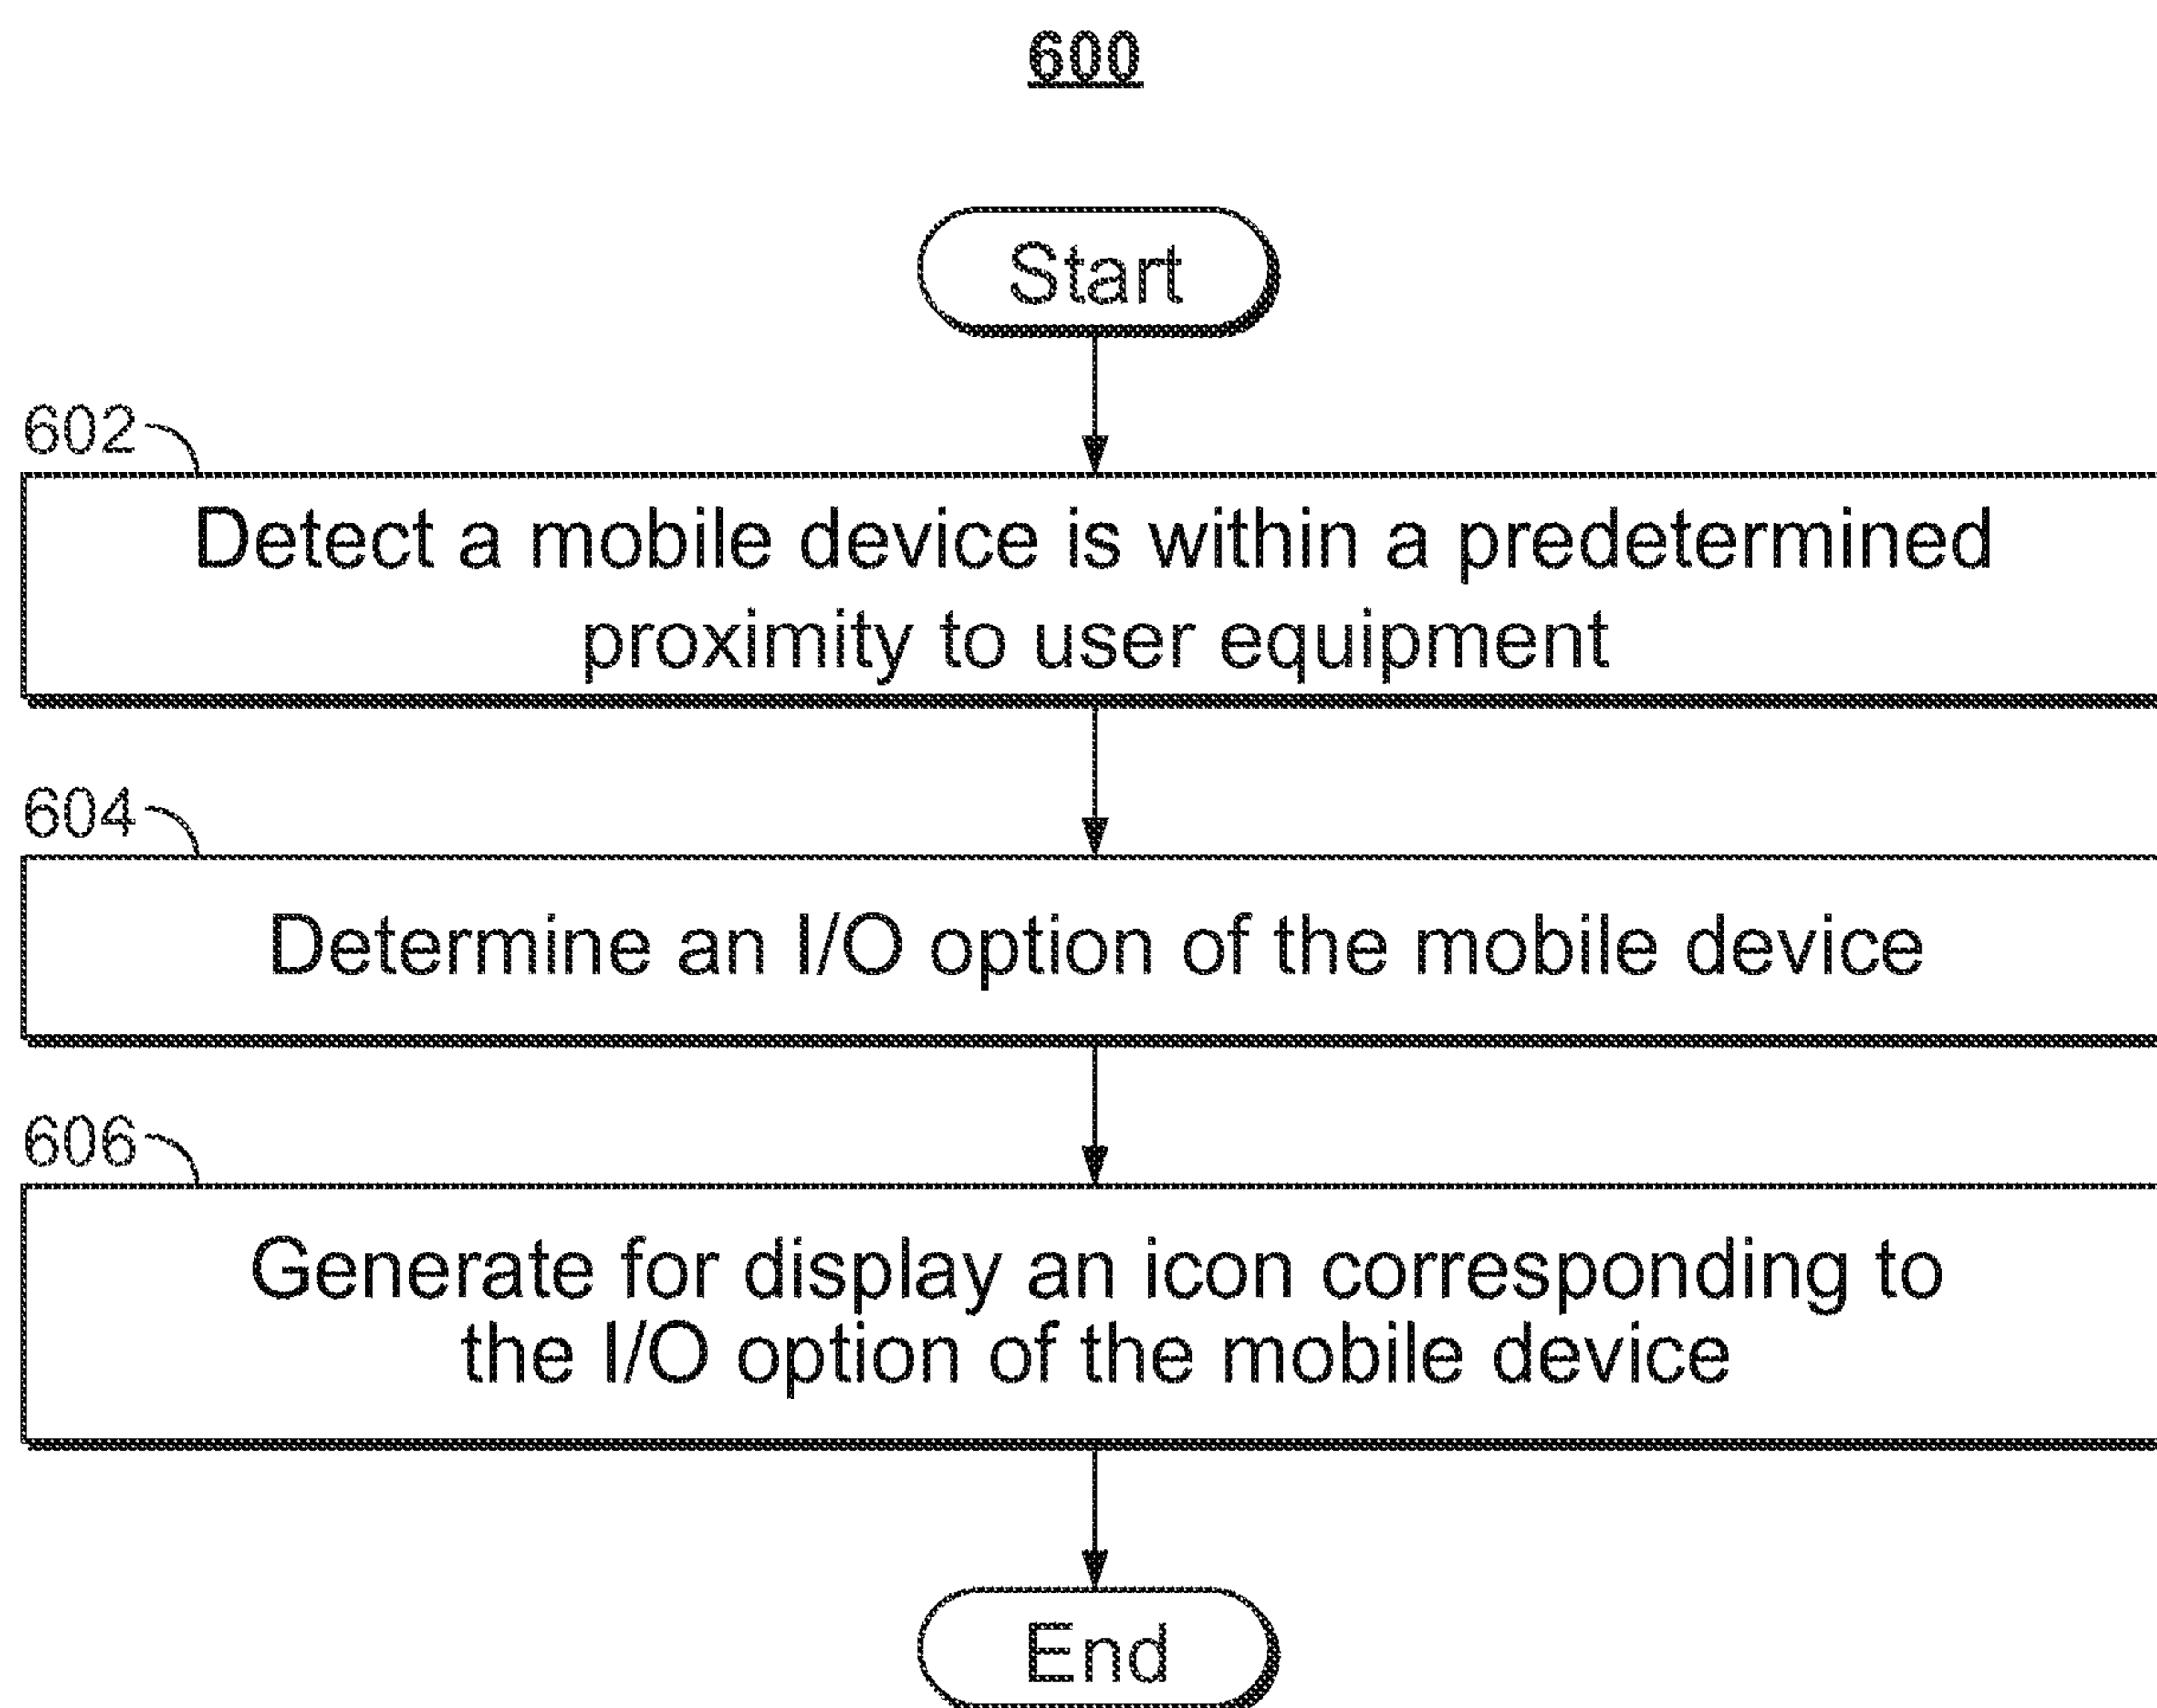 600
Start
602
Detect a mobile device is within a predetermined
proximity to user equipment
604
Determine an I/O option of the mobile device
606
Generate for display an icon corresponding to
the I/O option of the mobile device
End